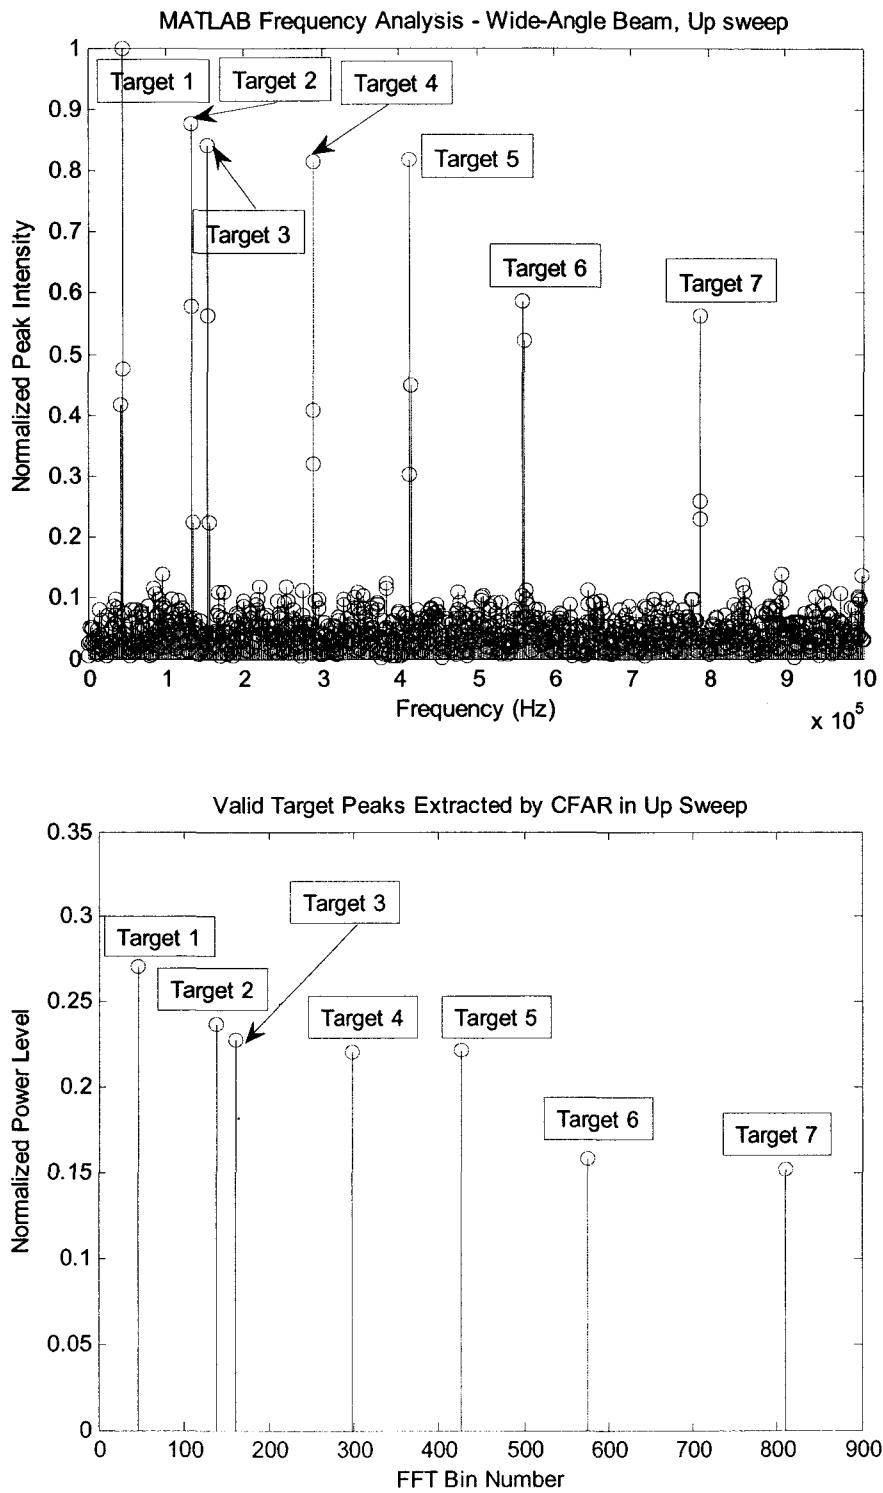 MATLAB Frequency Analysis - Wide-Angle Beam, Up sweep
Normalized Peak Intensity
1
0.9
0.8
0.7
0.6
0.5
0.4
0.3
0.2
0.1
0
Target 1
Target 2
Target 4
Target 5
Target 3
Target 6
Target 7
0 1 2 3 4 5 6 7 8 9 10
Frequency (Hz)
x 10^5
Valid Target Peaks Extracted by CFAR in Up Sweep
Normalized Power Level
0.35
0.3
0.25
0.2
0.15
0.1
0.05
0
Target 3
Target 1
Target 2
Target 4
Target 5
Target 6
Target 7
0 100 200 300 400 500 600 700 800 900
FFT Bin Number